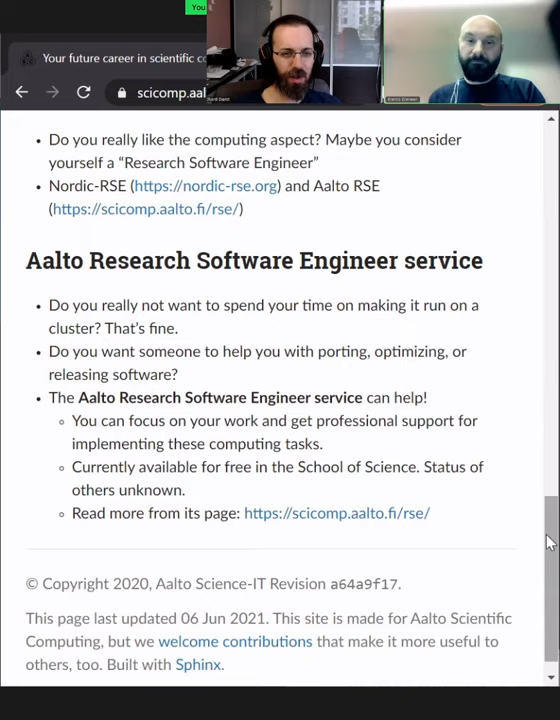 You
Your future career in scientific co
scicomp.aal
• Do you really like the computing aspect? Maybe you consider
yourself a “Research Software Engineer”
• Nordic-RSE (https://nordic-rse.org) and Aalto RSE
(https://scicomp.aalto.fi/rse/)
Aalto Research Software Engineer service
• Do you really not want to spend your time on making it run on a
cluster? That’s fine.
• Do you want someone to help you with porting, optimizing, or
releasing software?
• The Aalto Research Software Engineer service can help!
◦ You can focus on your work and get professional support for
implementing these computing tasks.
◦ Currently available for free in the School of Science. Status of
others unknown.
◦ Read more from its page: https://scicomp.aalto.fi/rse/
© Copyright 2020, Aalto Science-IT Revision a64a9f17.
This page last updated 06 Jun 2021. This site is made for Aalto Scientific
Computing, but we welcome contributions that make it more useful to
others, too. Built with Sphinx.